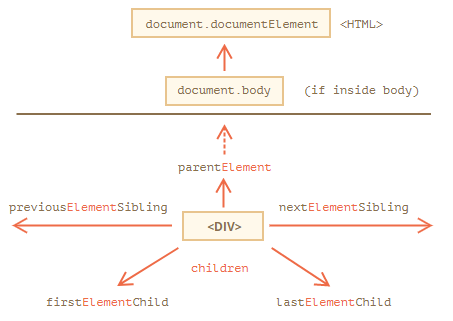 document.documentElement <HTML>
document.body (if inside body)
parentElement
previousElementSibling nextElementSibling
<DIV>
children
firstElementChild lastElementChild